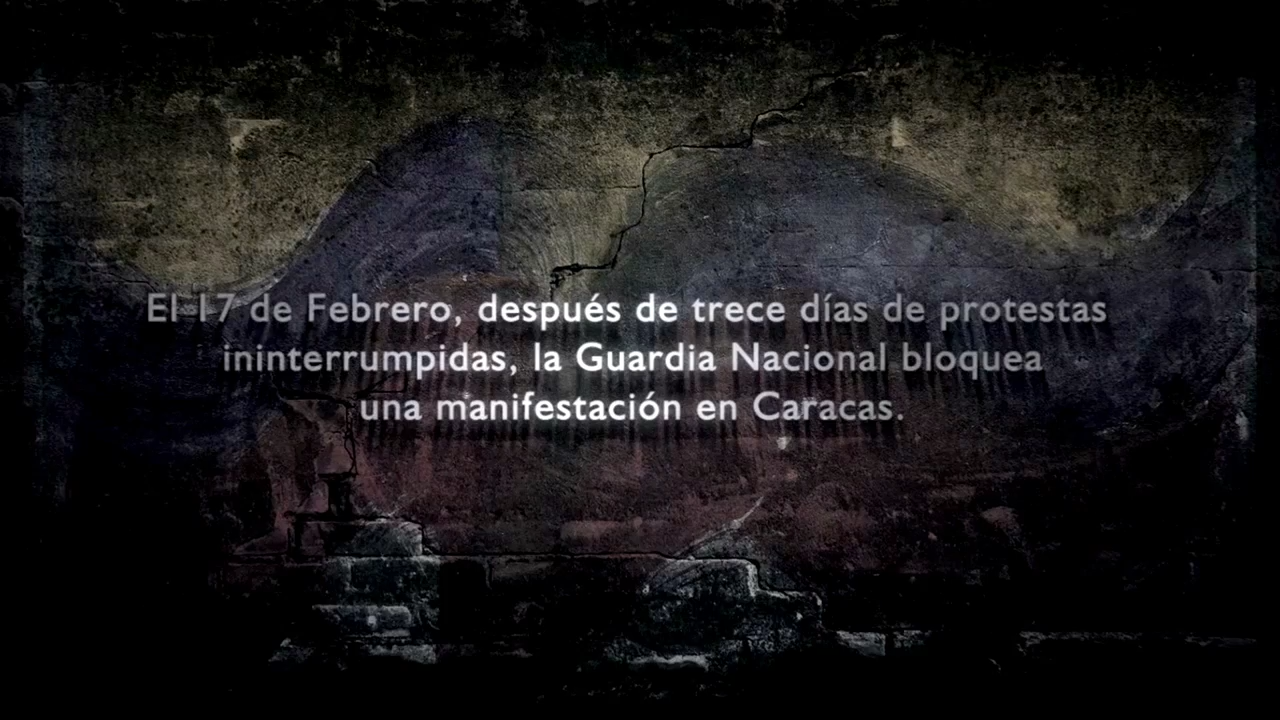 El 17 de Febrero, después de trece días de protestas
ininterrumpidas, la Guardia Nacional bloquea
una manifestación en Caracas.